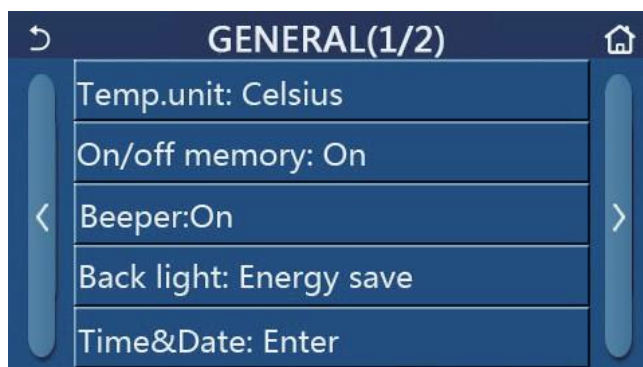 GENERAL(1/2)
Temp.unit: Celsius
On/off memory: On
Beeper:On
Back light: Energy save
Time&Date: Enter